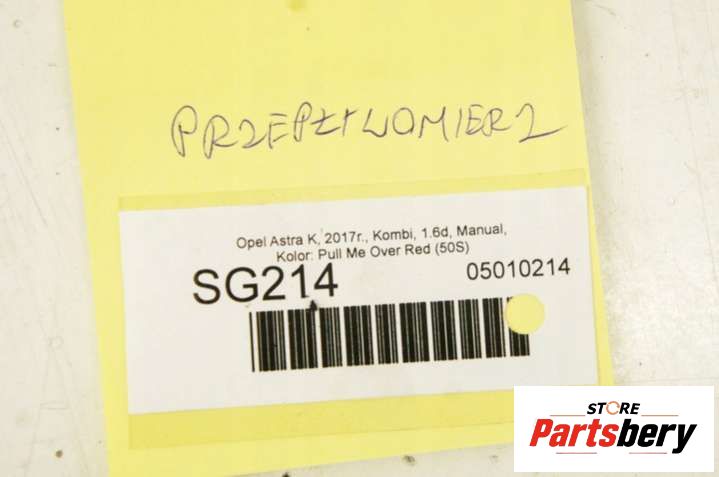 PRZEPŁYWOMIERZ
Opel Astra K, 2017r., Kombi, 1.6d, Manual,
Kolor: Pull Me Over Red (50S)
SG214 05010214
STORE
Partsbery